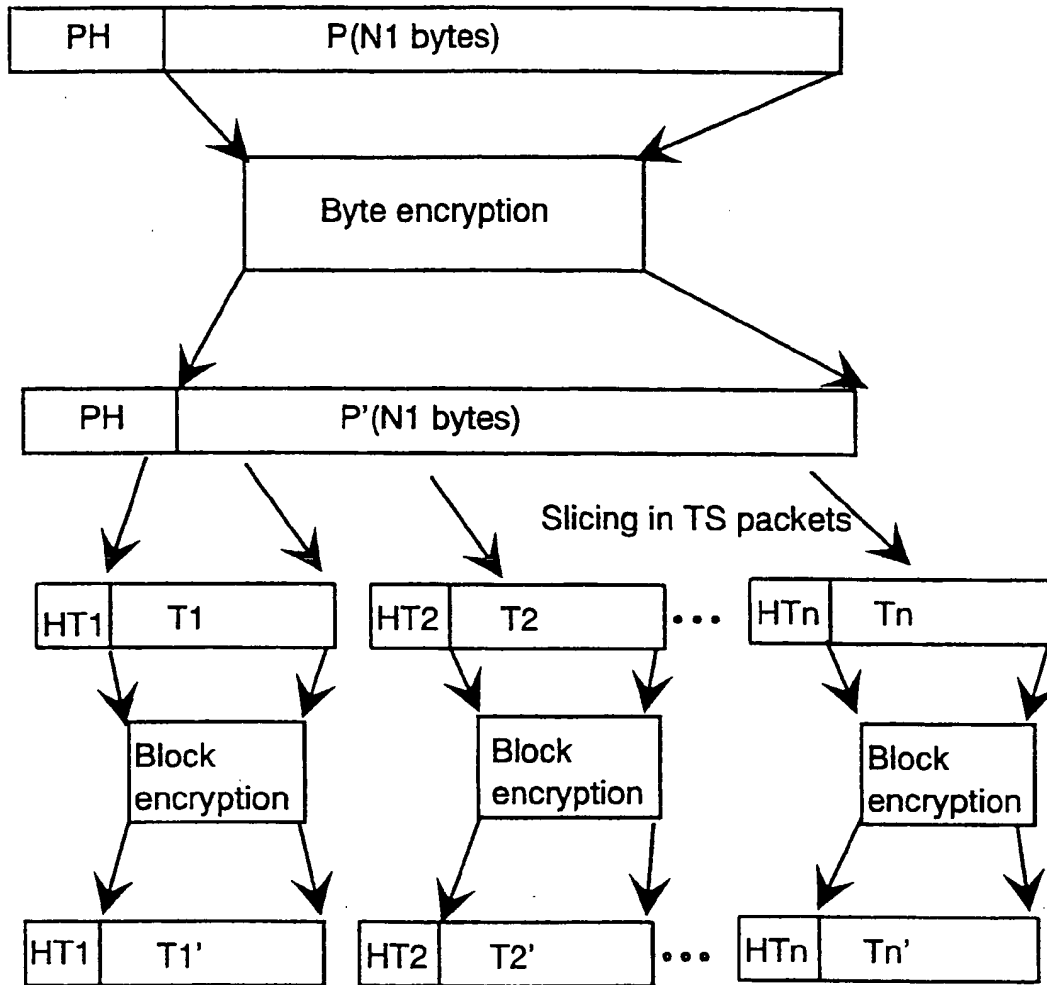 PH P(N1 bytes)
Byte encryption
PH P'(N1 bytes)
Slicing in TS packets
HT1 T1 HT2 T2 HTn Tn
Block encryption Block encryption Block encryption
HT1 T1' HT2 T2' HTn Tn'